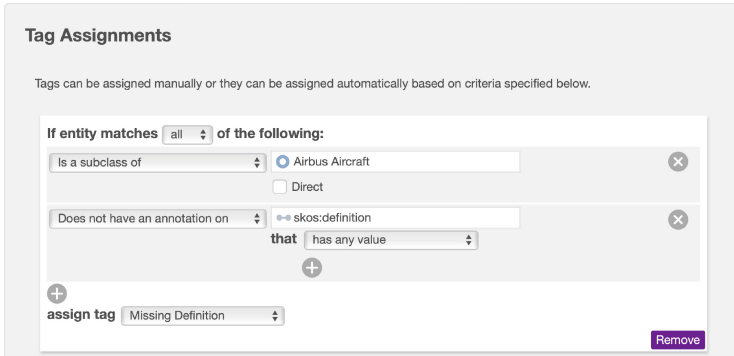 Tag Assignments
Tags can be assigned manually or they can be assigned automatically based on criteria specified below.
If entity matches all of the following:
Is a subclass of Airbus Aircraft
Direct
Does not have an annotation on skos:definition
that has any value
assign tag Missing Definition
Remove